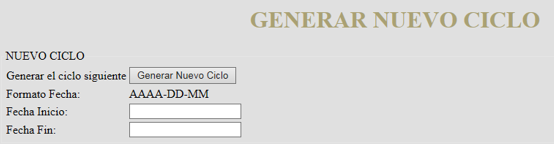 GENERAR NUEVO CICLO
NUEVO CICLO
Generar el ciclo siguiente Generar Nuevo Ciclo
Formato Fecha: AAAA-DD-MM
Fecha Inicio:
Fecha Fin: